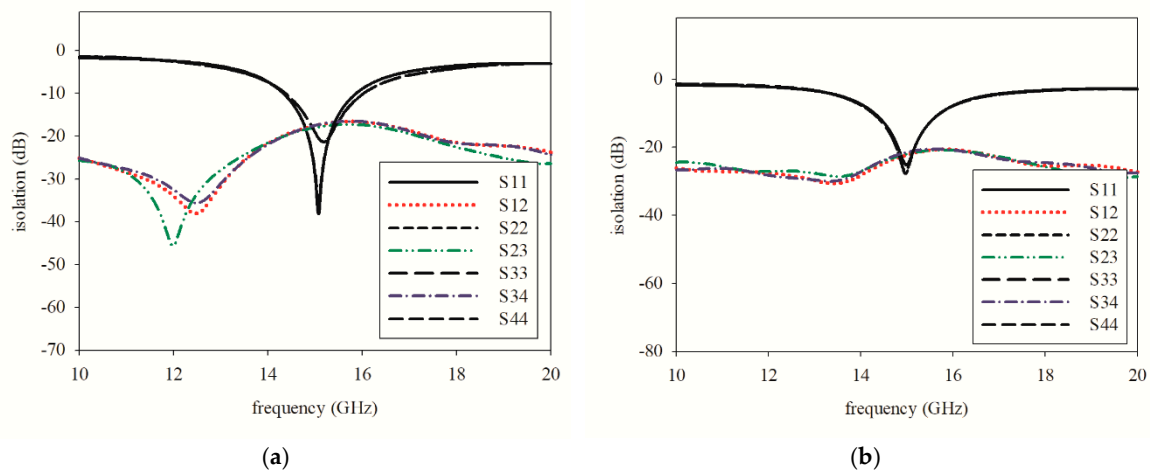 0
-10
-20
-30
-40
-50
-60
-70
10 12 14 16 18 20
isolation (dB)
frequency (GHz)
S11
S12
S22
S23
S33
S34
S44
(a)
0
-20
-40
-60
-80
10 12 14 16 18 20
isolation (dB)
frequency (GHz)
S11
S12
S22
S23
S33
S34
S44
(b)